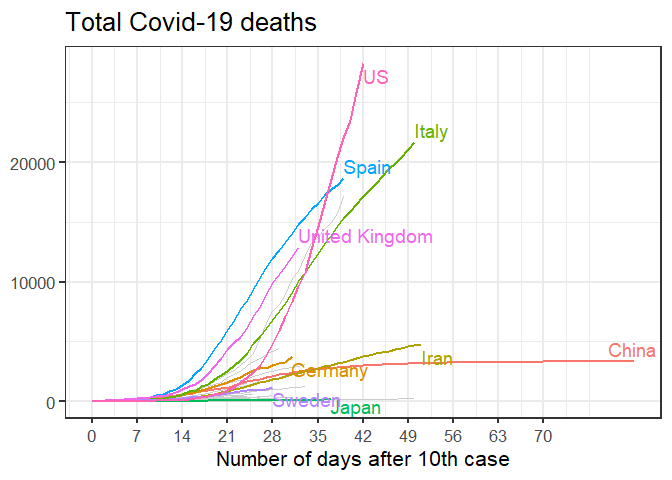 Total Covid-19 deaths
US
Italy
20000
Spain
United Kingdom
10000
China
Iran
Germany
Sweden
0
Japan
0 7 14 21 28 35 42 49 56 63 70
Number of days after 10th case